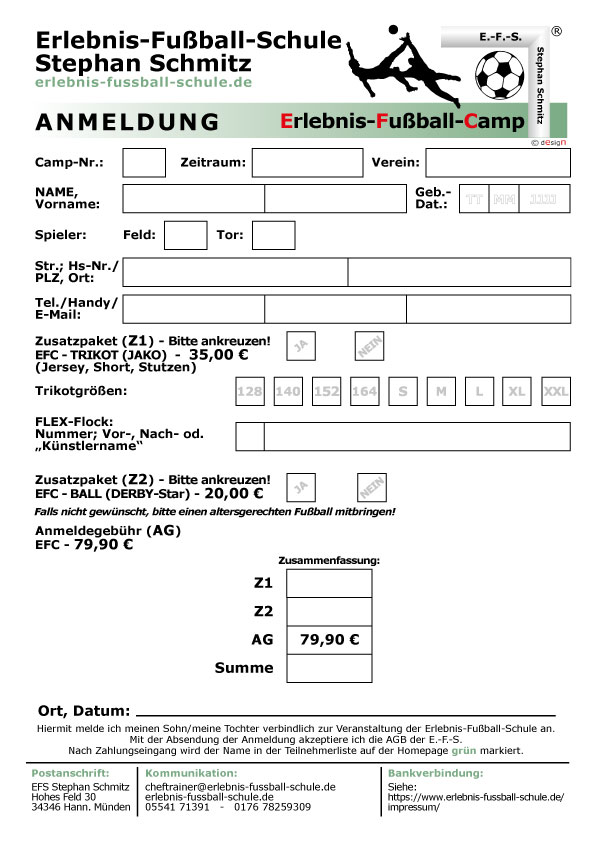 Erlebnis-Fußball-Schule
Stephan Schmitz
erlebnis-fussball-schule.de
E.-F.-S.
Stephan Schmitz
®
© design
ANMELDUNG
Erlebnis-Fußball-Camp
Camp-Nr.: Zeitraum: Verein:
NAME, Geb.-
Vorname: Dat.: TT MM JJJJ
Spieler: Feld: Tor:
Str.; Hs-Nr./
PLZ, Ort:
Tel./Handy/
E-Mail:
Zusatzpaket (Z1) - Bitte ankreuzen! JA NEIN
EFC - TRIKOT (JAKO) - 35,00 €
(Jersey, Short, Stutzen)
Trikotgrößen: 128 140 152 164 S M L XL XXL
FLEX-Flock:
Nummer; Vor-, Nach- od.
„Künstlername“
Zusatzpaket (Z2) - Bitte ankreuzen! JA NEIN
EFC - BALL (DERBY-Star) - 20,00 €
Falls nicht gewünscht, bitte einen altersgerechten Fußball mitbringen!
Anmeldegebühr (AG)
EFC - 79,90 €
Zusammenfassung:
Z1
Z2
AG 79,90 €
Summe
Ort, Datum:
Hiermit melde ich meinen Sohn/meine Tochter verbindlich zur Veranstaltung der Erlebnis-Fußball-Schule an.
Mit der Absendung der Anmeldung akzeptiere ich die AGB der E.-F.-S.
Nach Zahlungseingang wird der Name in der Teilnehmerliste auf der Homepage grün markiert.
Postanschrift:
EFS Stephan Schmitz
Hohes Feld 30
34346 Hann. Münden
Kommunikation:
cheftrainer@erlebnis-fussball-schule.de
erlebnis-fussball-schule.de
05541 71391 - 0176 78259309
Bankverbindung:
Siehe:
https://www.erlebnis-fussball-schule.de/
impressum/